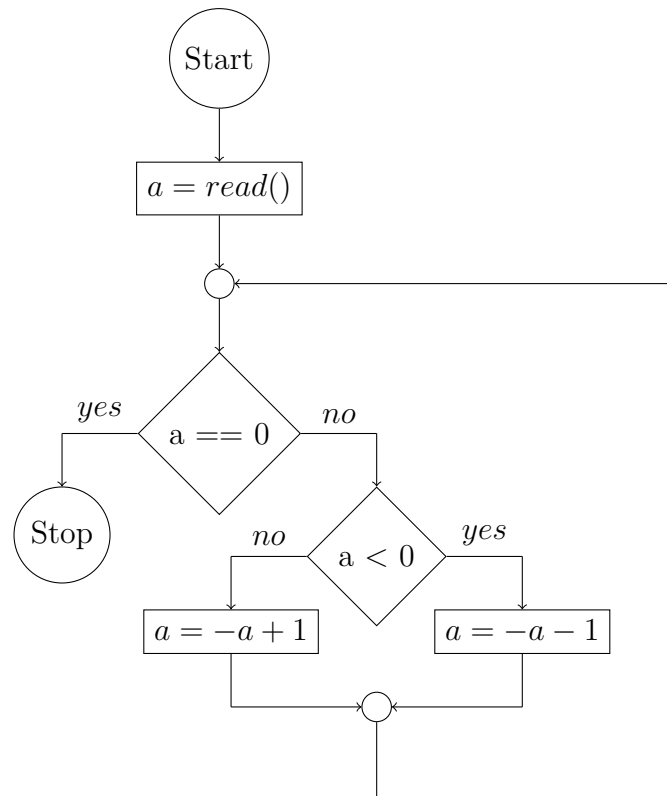 Start
a = read()
yes
no
a == 0
Stop
no
yes
a < 0
a = −a + 1
a = −a − 1